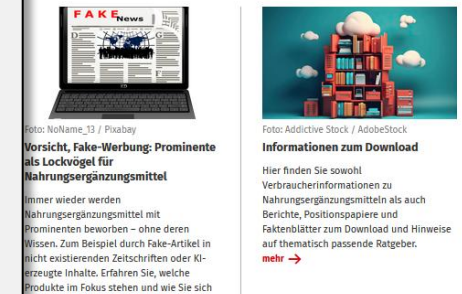 FAKE News
Foto: NoName_13 / Pixabay
Vorsicht, Fake-Werbung: Prominente
als Lockvögel für
Nahrungsergänzungsmittel
Immer wieder werden
Nahrungsergänzungsmittel mit
Prominenten beworben – ohne deren
Wissen. Zum Beispiel durch Fake-Artikel in
nicht existierenden Zeitschriften oder KI-
erzeugte Inhalte. Erfahren Sie, welche
Produkte im Fokus stehen und wie Sie sich
Foto: Addictive Stock / AdobeStock
Informationen zum Download
Hier finden Sie sowohl
Verbraucherinformationen zu
Nahrungsergänzungsmitteln als auch
Berichte, Positionspapiere und
Faktenblätter zum Download und Hinweise
auf thematisch passende Ratgeber.
mehr →